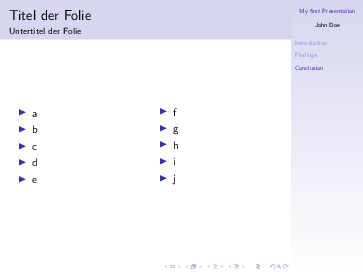 Titel der Folie
Untertitel der Folie
a
b
c
d
e
f
g
h
i
j
My first Presentation
John Doe
Introduction
Findings
Conclusion